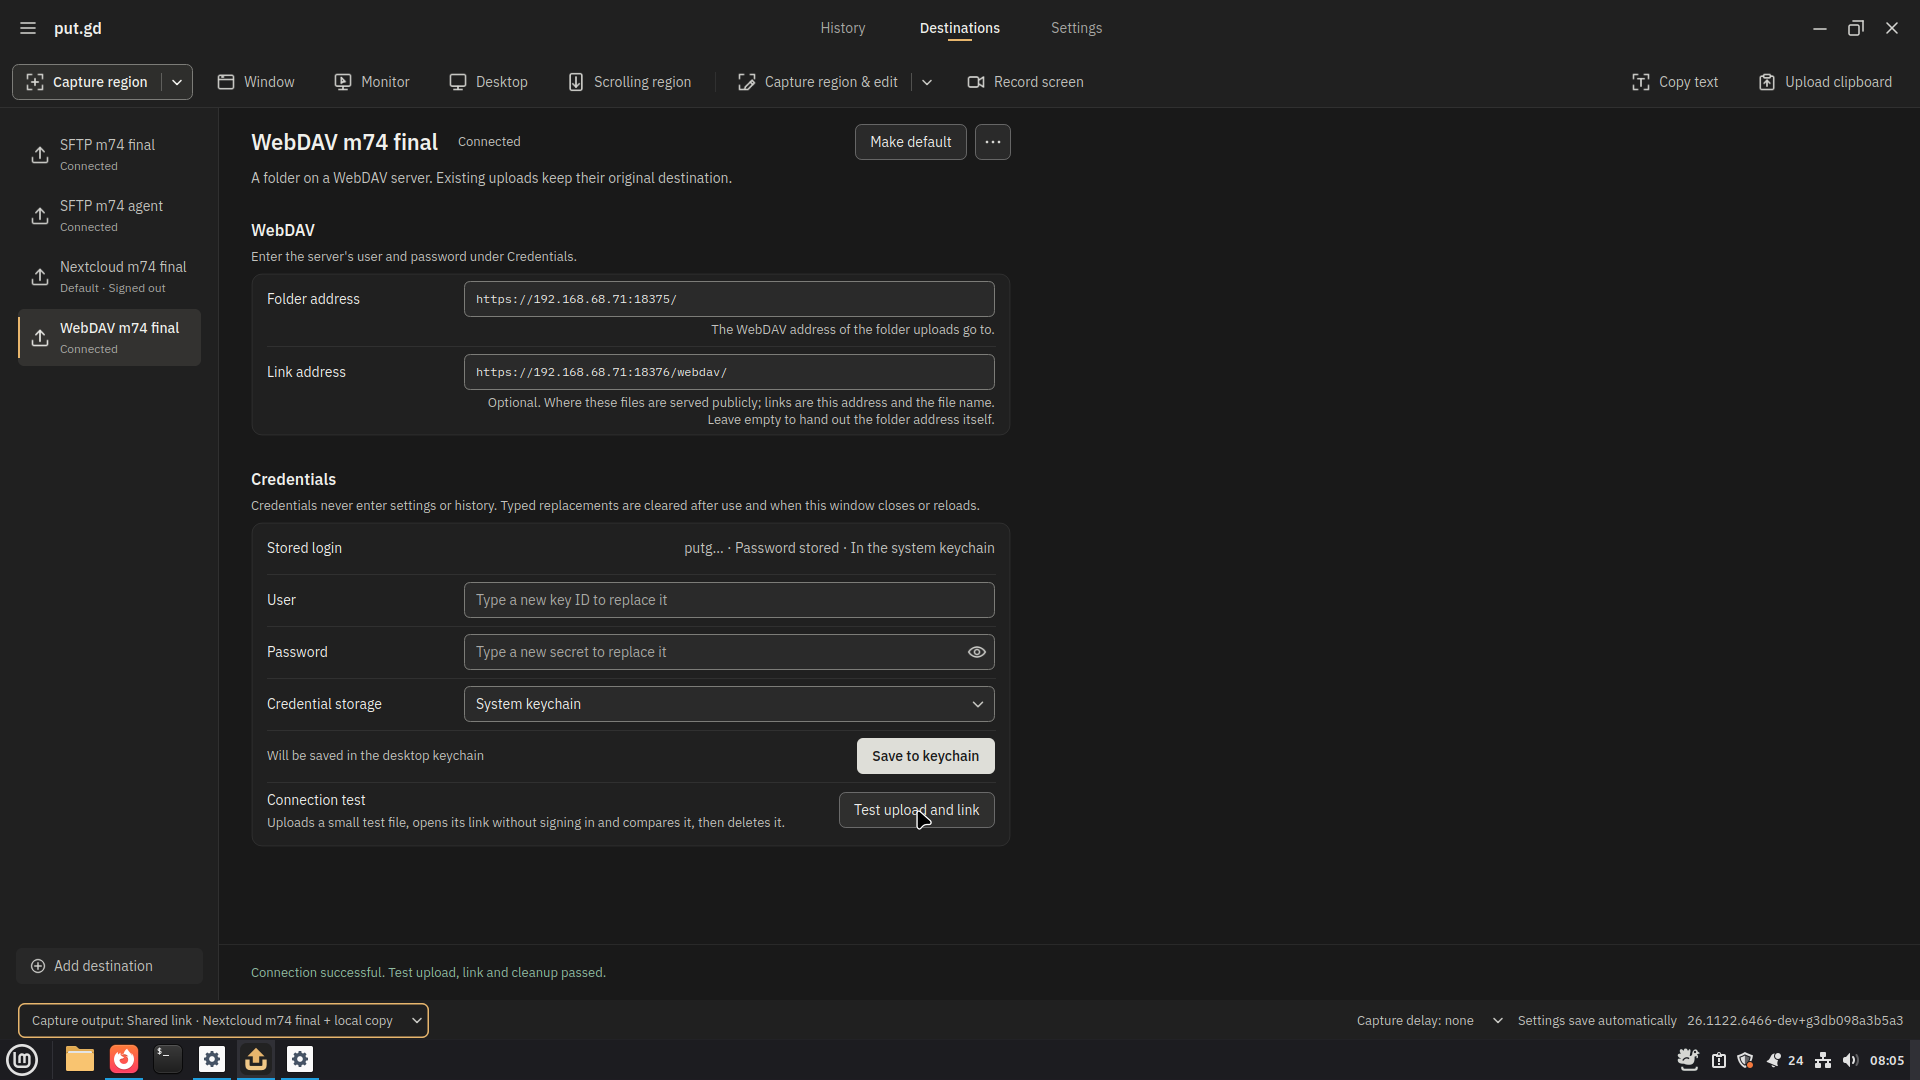 put.gd
History
Destinations
Settings
Capture region
Window
Monitor
Desktop
Scrolling region
Capture region & edit
Record screen
Copy text
Upload clipboard
SFTP m74 final
Connected
SFTP m74 agent
Connected
Nextcloud m74 final
Default · Signed out
WebDAV m74 final
Connected
Add destination
WebDAV m74 final
Connected
Make default
A folder on a WebDAV server. Existing uploads keep their original destination.
WebDAV
Enter the server's user and password under Credentials.
Folder address
https://192.168.68.71:18375/
The WebDAV address of the folder uploads go to.
Link address
https://192.168.68.71:18376/webdav/
Optional. Where these files are served publicly; links are this address and the file name.
Leave empty to hand out the folder address itself.
Credentials
Credentials never enter settings or history. Typed replacements are cleared after use and when this window closes or reloads.
Stored login
putg... · Password stored · In the system keychain
User
Type a new key ID to replace it
Password
Type a new secret to replace it
Credential storage
System keychain
Will be saved in the desktop keychain
Save to keychain
Connection test
Uploads a small test file, opens its link without signing in and compares it, then deletes it.
Test upload and link
Connection successful. Test upload, link and cleanup passed.
Capture output: Shared link · Nextcloud m74 final + local copy
Capture delay: none
Settings save automatically
26.1122.6466-dev+g3db098a3b5a3
24
08:05